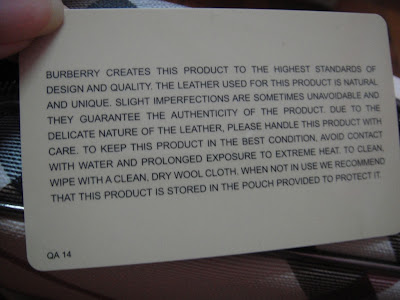 BURBERRY CREATES THIS PRODUCT TO THE HIGHEST STANDARDS OF
DESIGN AND QUALITY. THE LEATHER USED FOR THIS PRODUCT IS NATURAL
AND UNIQUE. SLIGHT IMPERFECTIONS ARE SOMETIMES UNAVOIDABLE AND
THEY GUARANTEE THE AUTHENTICITY OF THE PRODUCT. DUE TO THE
DELICATE NATURE OF THE LEATHER, PLEASE HANDLE THIS PRODUCT WITH
CARE. TO KEEP THIS PRODUCT IN THE BEST CONDITION, AVOID CONTACT
WITH WATER AND PROLONGED EXPOSURE TO EXTREME HEAT. TO CLEAN,
WIPE WITH A CLEAN, DRY WOOL CLOTH. WHEN NOT IN USE WE RECOMMEND
THAT THIS PRODUCT IS STORED IN THE POUCH PROVIDED TO PROTECT IT.
QA 14